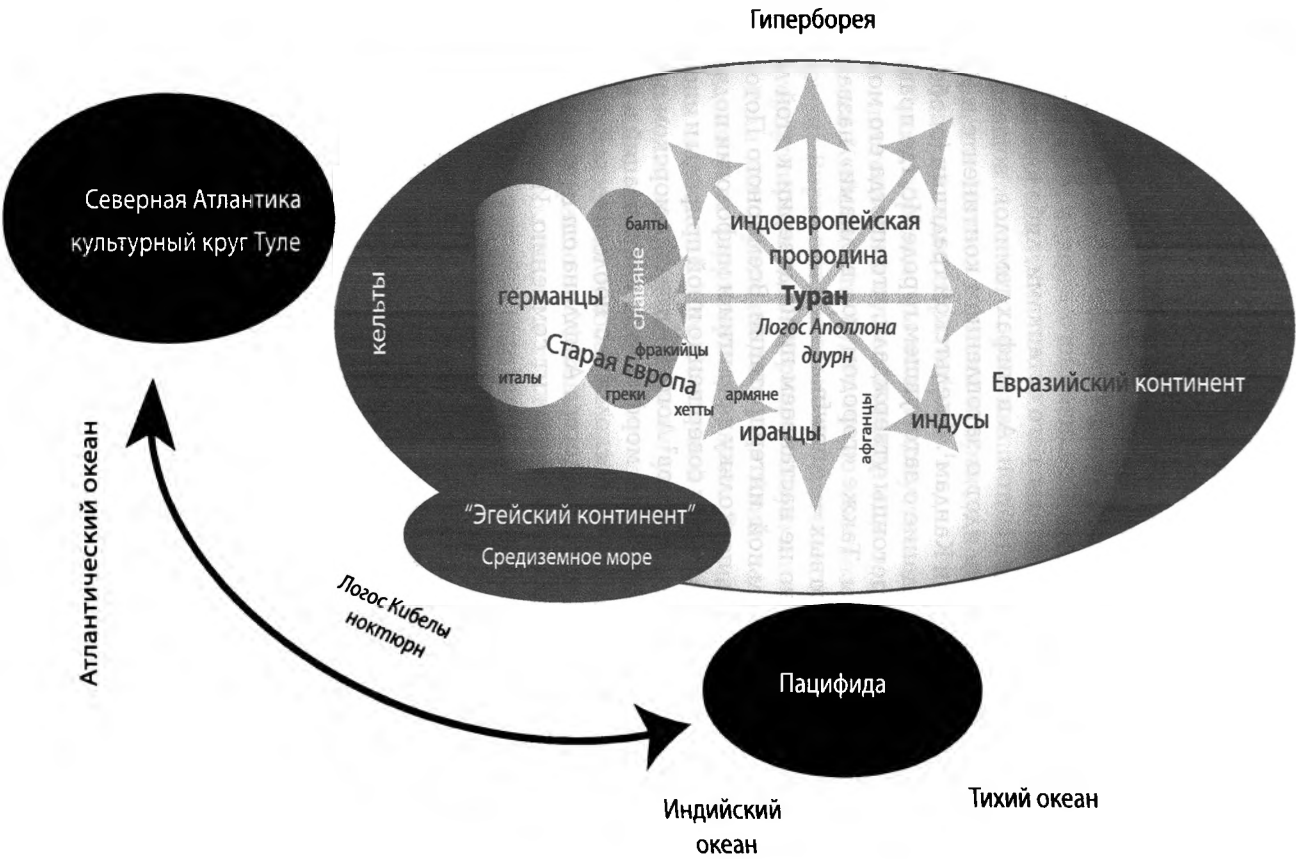 Гиперборея
Северная Атлантика
культурный круг Туле
кельты
германцы
италы
балты
славяне
Старая Европа
фракийцы
греки
хетты
индоевропейская
прородина
Туран
Логос Аполлона
диурн
армяне
иранцы
афганцы
индусы
Евразийский континент
"Эгейский континент"
Средиземное море
Атлантический океан
Логос Кибелы
ноктюрн
Пацифида
Индийский
океан
Тихий океан